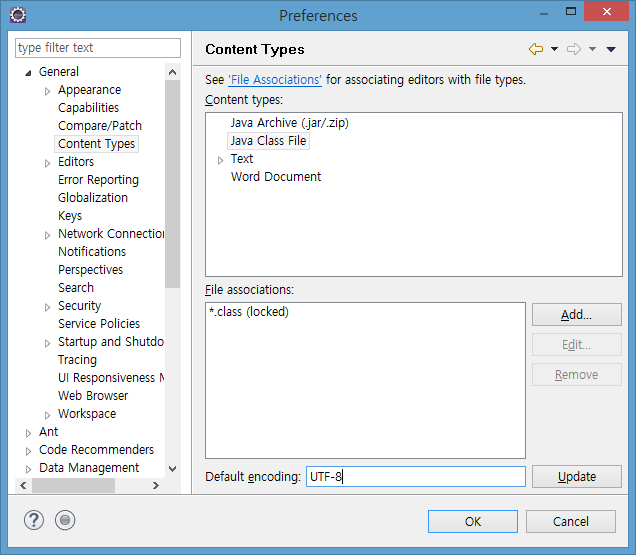 Preferences
type filter text
General
Appearance
Capabilities
Compare/Patch
Content Types
Editors
Error Reporting
Globalization
Keys
Network Connection
Notifications
Perspectives
Search
Security
Service Policies
Startup and Shutdo
Tracing
UI Responsiveness M
Web Browser
Workspace
Ant
Code Recommenders
Data Management
Content Types
See 'File Associations' for associating editors with file types.
Content types:
Java Archive (.jar/.zip)
Java Class File
Text
Word Document
File associations:
*.class (locked)
Add...
Edit...
Remove
Default encoding: UTF-8 Update
OK Cancel